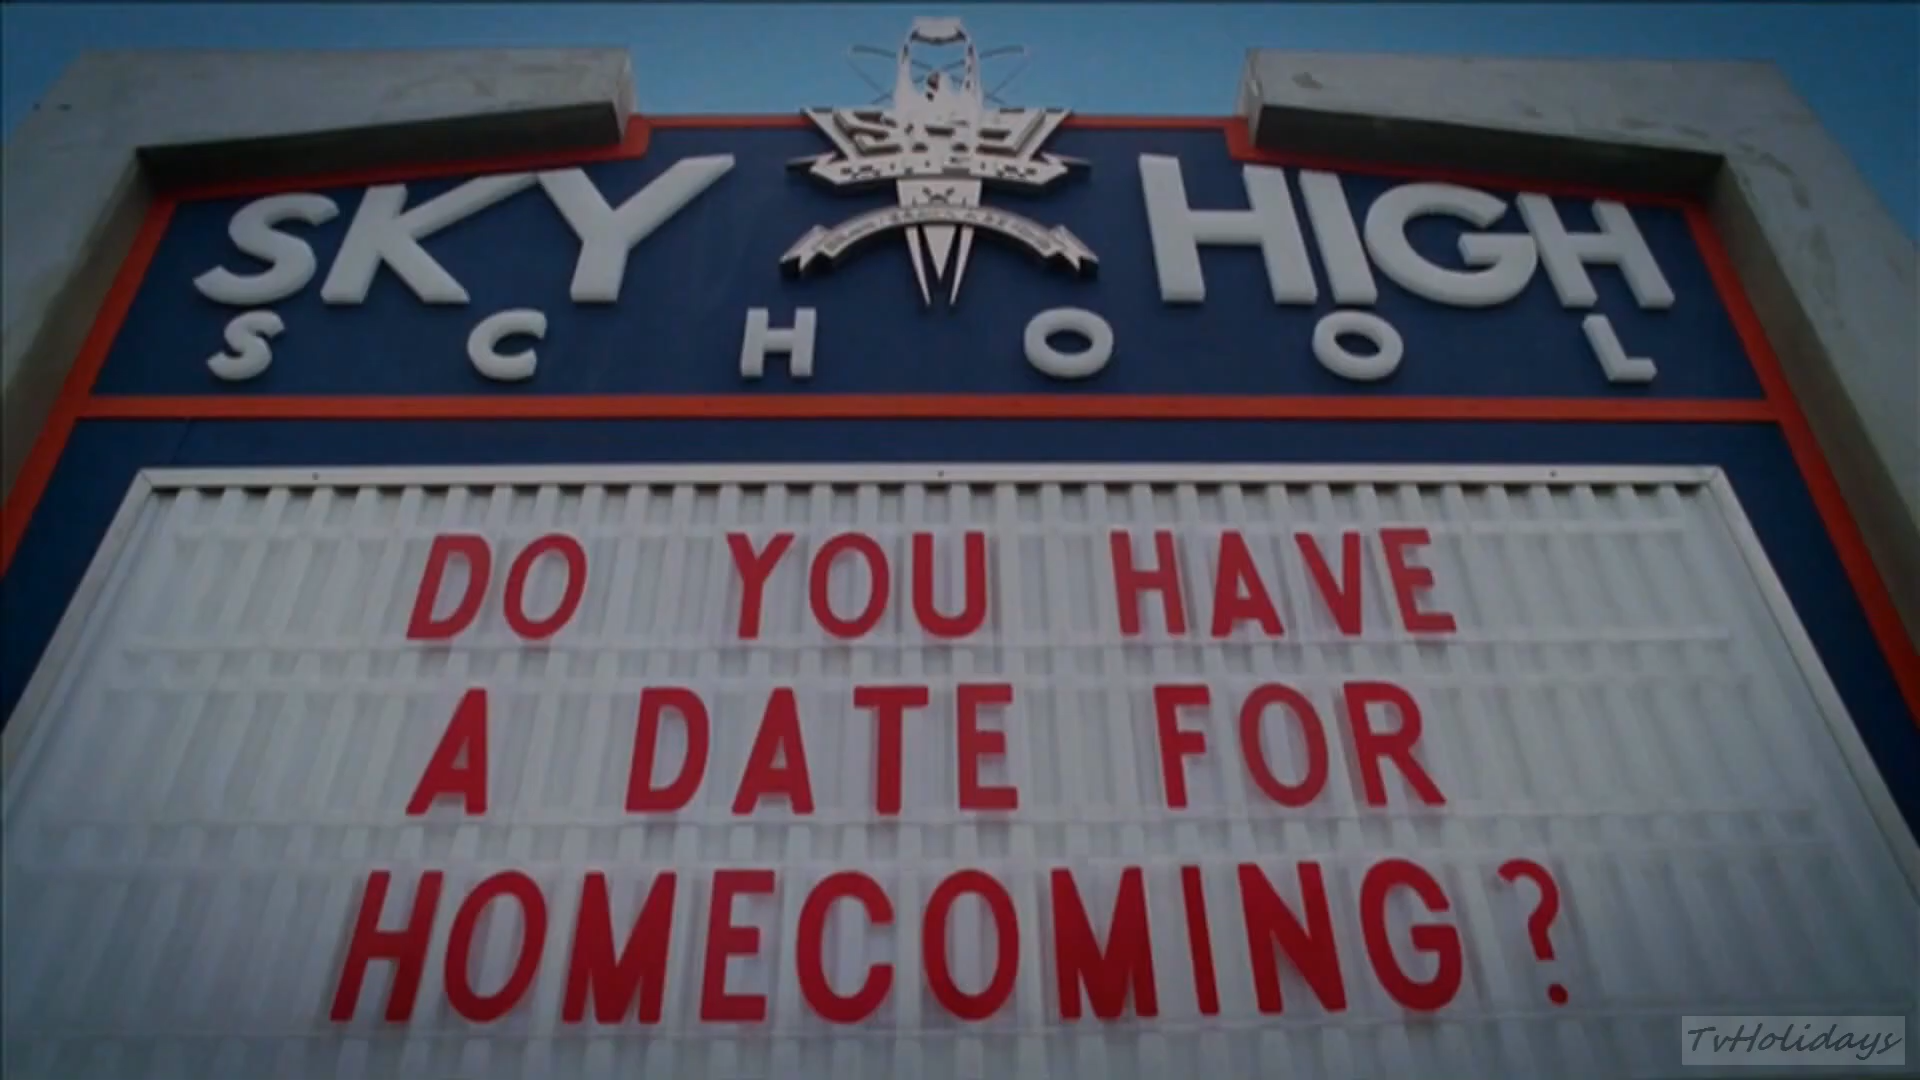 SKY HIGH
SCHOOL
DO YOU HAVE
A DATE FOR
HOMECOMING?
TvHolidays